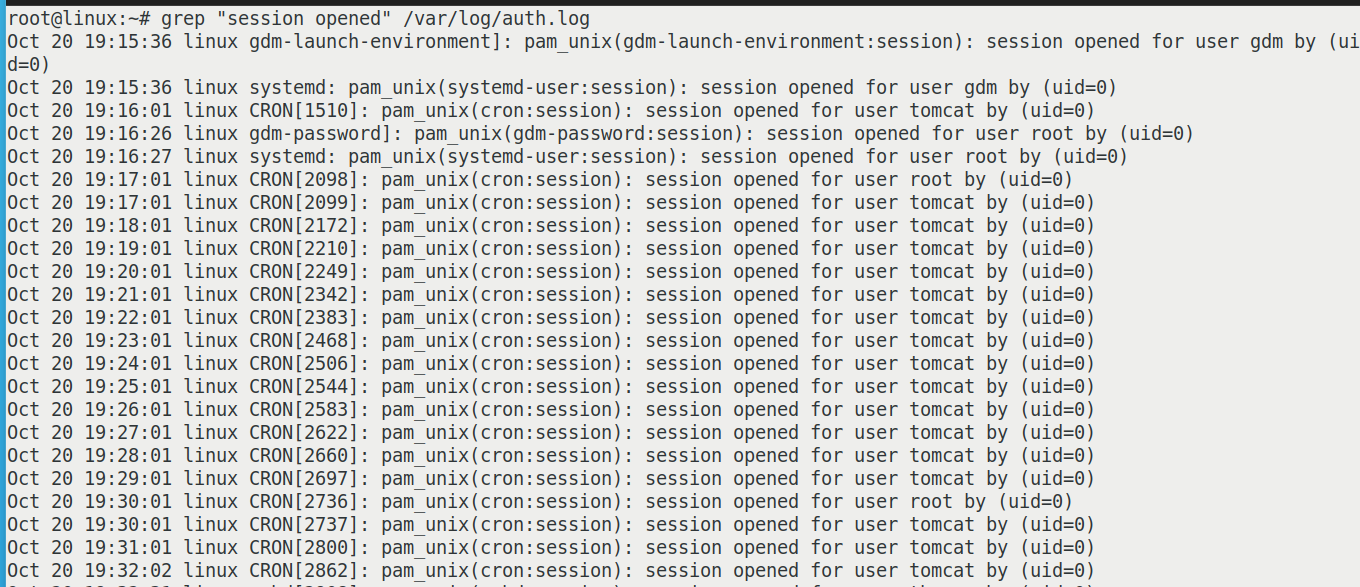 root@linux:~# grep "session opened" /var/log/auth.log
Oct 20 19:15:36 linux gdm-launch-environment]: pam_unix(gdm-launch-environment:session): session opened for user gdm by (ui
d=0)
Oct 20 19:15:36 linux systemd: pam_unix(systemd-user:session): session opened for user gdm by (uid=0)
Oct 20 19:16:01 linux CRON[1510]: pam_unix(cron:session): session opened for user tomcat by (uid=0)
Oct 20 19:16:26 linux gdm-password]: pam_unix(gdm-password:session): session opened for user root by (uid=0)
Oct 20 19:16:27 linux systemd: pam_unix(systemd-user:session): session opened for user root by (uid=0)
Oct 20 19:17:01 linux CRON[2098]: pam_unix(cron:session): session opened for user root by (uid=0)
Oct 20 19:17:01 linux CRON[2099]: pam_unix(cron:session): session opened for user tomcat by (uid=0)
Oct 20 19:18:01 linux CRON[2172]: pam_unix(cron:session): session opened for user tomcat by (uid=0)
Oct 20 19:19:01 linux CRON[2210]: pam_unix(cron:session): session opened for user tomcat by (uid=0)
Oct 20 19:20:01 linux CRON[2249]: pam_unix(cron:session): session opened for user tomcat by (uid=0)
Oct 20 19:21:01 linux CRON[2342]: pam_unix(cron:session): session opened for user tomcat by (uid=0)
Oct 20 19:22:01 linux CRON[2383]: pam_unix(cron:session): session opened for user tomcat by (uid=0)
Oct 20 19:23:01 linux CRON[2468]: pam_unix(cron:session): session opened for user tomcat by (uid=0)
Oct 20 19:24:01 linux CRON[2506]: pam_unix(cron:session): session opened for user tomcat by (uid=0)
Oct 20 19:25:01 linux CRON[2544]: pam_unix(cron:session): session opened for user tomcat by (uid=0)
Oct 20 19:26:01 linux CRON[2583]: pam_unix(cron:session): session opened for user tomcat by (uid=0)
Oct 20 19:27:01 linux CRON[2622]: pam_unix(cron:session): session opened for user tomcat by (uid=0)
Oct 20 19:28:01 linux CRON[2660]: pam_unix(cron:session): session opened for user tomcat by (uid=0)
Oct 20 19:29:01 linux CRON[2697]: pam_unix(cron:session): session opened for user tomcat by (uid=0)
Oct 20 19:30:01 linux CRON[2736]: pam_unix(cron:session): session opened for user root by (uid=0)
Oct 20 19:30:01 linux CRON[2737]: pam_unix(cron:session): session opened for user tomcat by (uid=0)
Oct 20 19:31:01 linux CRON[2800]: pam_unix(cron:session): session opened for user tomcat by (uid=0)
Oct 20 19:32:02 linux CRON[2862]: pam_unix(cron:session): session opened for user tomcat by (uid=0)